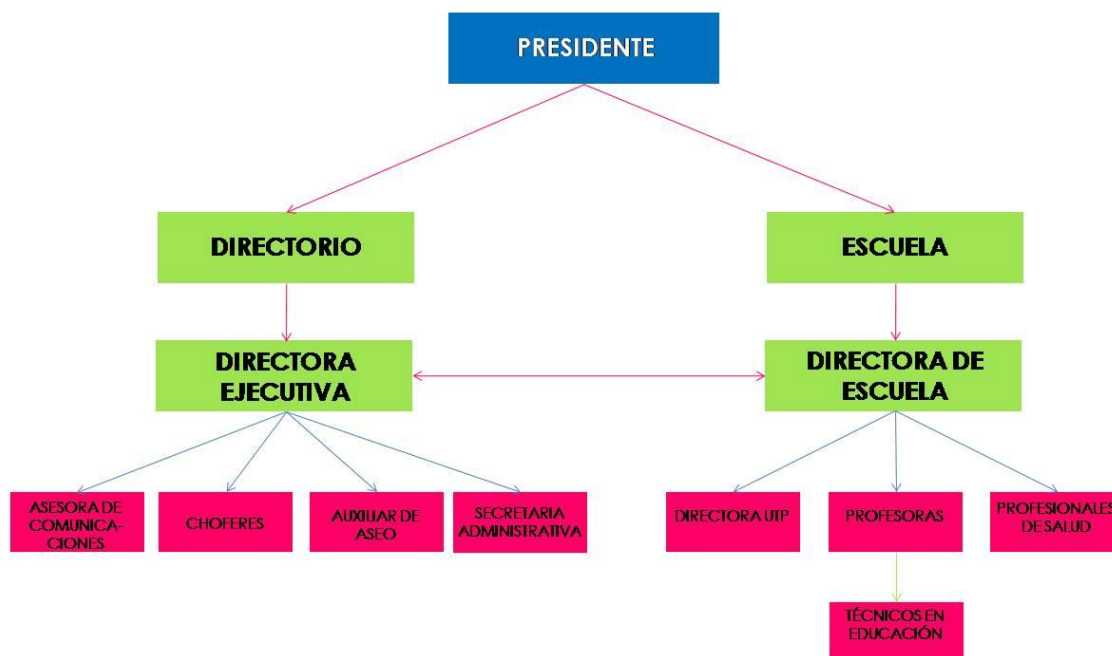 PRESIDENTE
DIRECTORIO
ESCUELA
DIRECTORA
EJECUTIVA
DIRECTORA DE
ESCUELA
ASESORA DE
COMUNICA-
CIONES
CHOFERES
AUXILIAR DE
ASEO
SECRETARIA
ADMINISTRATIVA
DIRECTORA UTP
PROFESORAS
PROFESIONALES
DE SALUD
TÉCNICOS EN
EDUCACIÓN